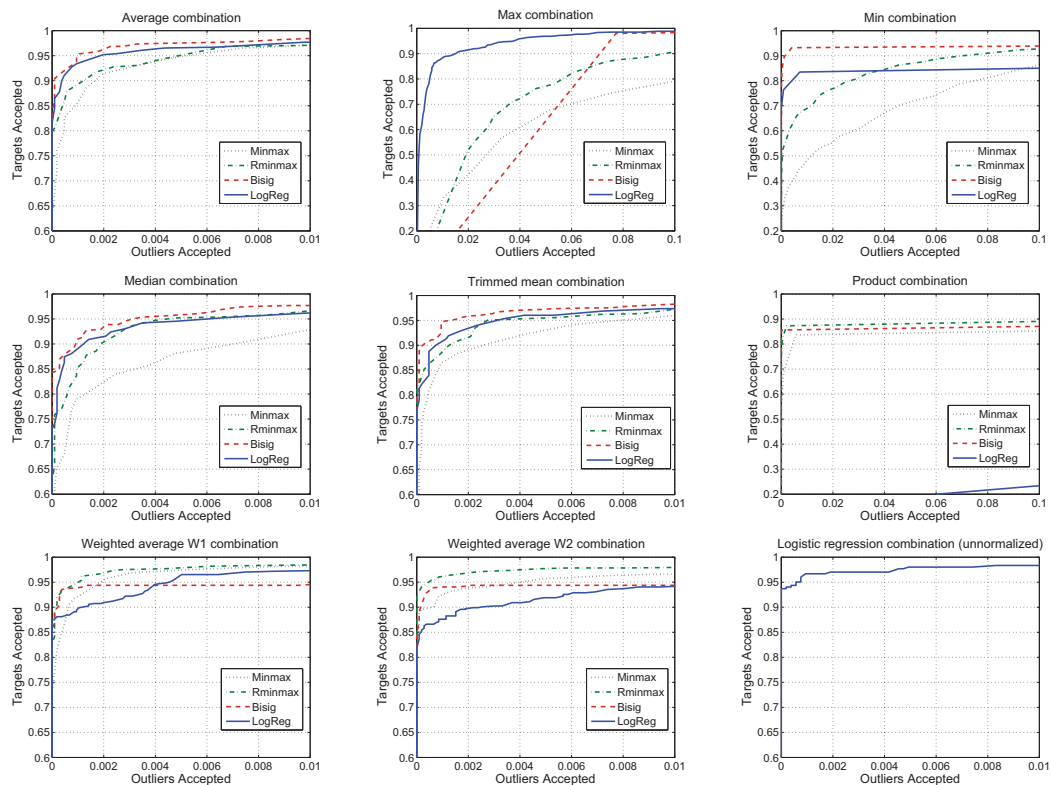 Average combination
1
0.95
0.9
0.85
0.8
0.75
0.7
0.65
0.6
Targets Accepted
0
0.002
0.004
0.006
0.008
0.01
Outliers Accepted
Minmax
Rminmax
Bisig
LogReg
Max combination
1
0.9
0.8
0.7
0.6
0.5
0.4
0.3
0.2
Targets Accepted
0
0.02
0.04
0.06
0.08
0.1
Outliers Accepted
Minmax
Rminmax
Bisig
LogReg
Min combination
1
0.9
0.8
0.7
0.6
0.5
0.4
0.3
0.2
Targets Accepted
0
0.02
0.04
0.06
0.08
0.1
Outliers Accepted
Minmax
Rminmax
Bisig
LogReg
Median combination
1
0.95
0.9
0.85
0.8
0.75
0.7
0.65
0.6
Targets Accepted
0
0.002
0.004
0.006
0.008
0.01
Outliers Accepted
Minmax
Rminmax
Bisig
LogReg
Trimmed mean combination
1
0.95
0.9
0.85
0.8
0.75
0.7
0.65
0.6
Targets Accepted
0
0.002
0.004
0.006
0.008
0.01
Outliers Accepted
Minmax
Rminmax
Bisig
LogReg
Product combination
1
0.9
0.8
0.7
0.6
0.5
0.4
0.3
0.2
Targets Accepted
0
0.02
0.04
0.06
0.08
0.1
Outliers Accepted
Minmax
Rminmax
Bisig
LogReg
Weighted average W1 combination
1
0.95
0.9
0.85
0.8
0.75
0.7
0.65
0.6
Targets Accepted
0
0.002
0.004
0.006
0.008
0.01
Outliers Accepted
Minmax
Rminmax
Bisig
LogReg
Weighted average W2 combination
1
0.95
0.9
0.85
0.8
0.75
0.7
0.65
0.6
Targets Accepted
0
0.002
0.004
0.006
0.008
0.01
Outliers Accepted
Minmax
Rminmax
Bisig
LogReg
Logistic regression combination (unnormalized)
1
0.95
0.9
0.85
0.8
0.75
0.7
0.65
0.6
Targets Accepted
0
0.002
0.004
0.006
0.008
0.01
Outliers Accepted